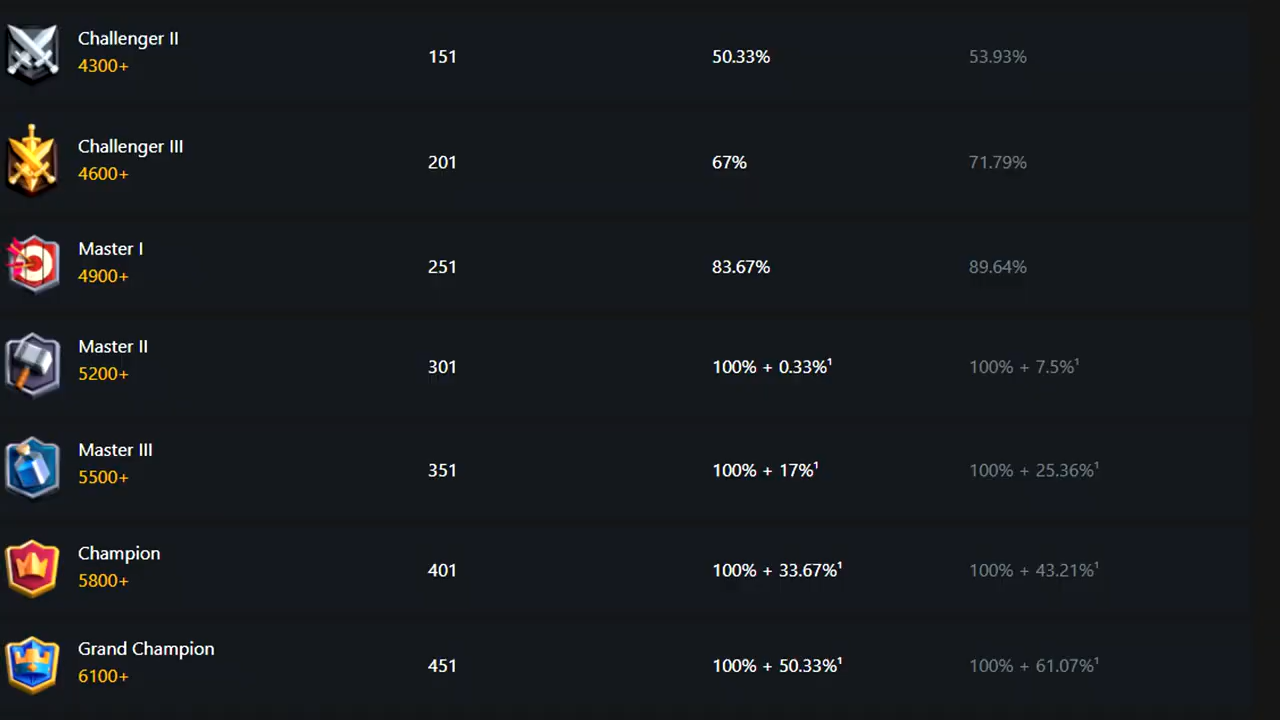 Challenger II
4300+
151
50.33%
53.93%
Challenger III
4600+
201
67%
71.79%
Master I
4900+
251
83.67%
89.64%
Master II
5200+
301
100% + 0.33%¹
100% + 7.5%¹
Master III
5500+
351
100% + 17%¹
100% + 25.36%¹
Champion
5800+
401
100% + 33.67%¹
100% + 43.21%¹
Grand Champion
6100+
451
100% + 50.33%¹
100% + 61.07%¹